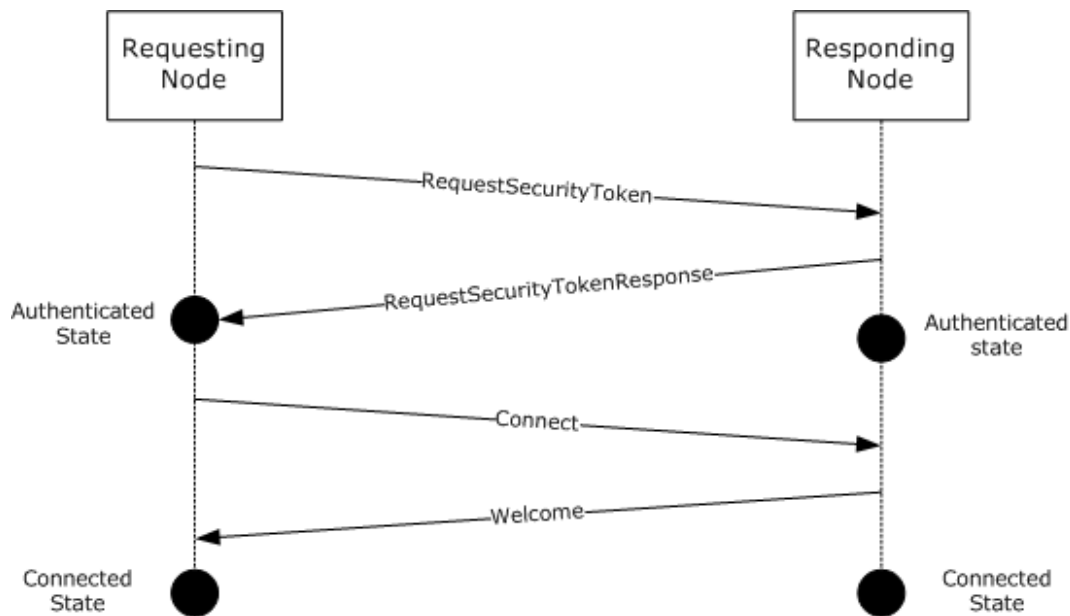 Requesting
Node
Responding
Node
RequestSecurityToken
RequestSecurityTokenResponse
Authenticated
State
Authenticated
state
Connect
Welcome
Connected
State
Connected
State